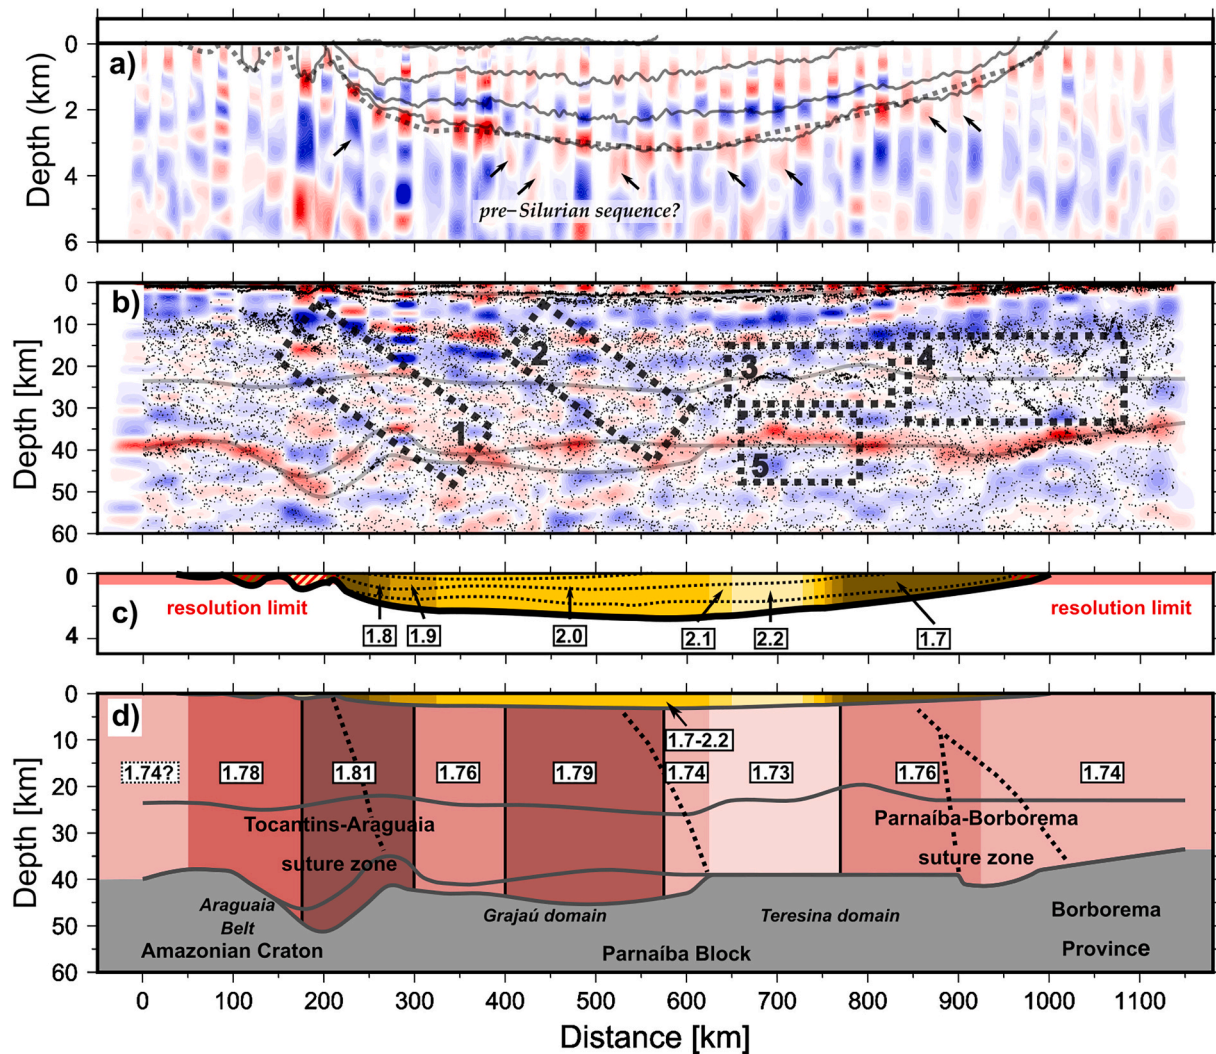 0
a)
2
4
6
Depth (km)
pre–Silurian sequence?
0
b)
10
20
30
40
50
60
Depth [km]
1
2
3
4
5
0
c)
4
resolution limit
resolution limit
1.8
1.9
2.0
2.1
2.2
1.7
0
d)
10
20
30
40
50
60
Depth [km]
1.7-2.2
1.74?
1.78
1.81
1.76
1.79
1.74
1.73
1.76
1.74
Tocantins-Araguaia
suture zone
Parnaíba-Borborema
suture zone
Araguaia
Belt
Grajaú domain
Teresina domain
Borborema
Province
Amazonian Craton
Parnaíba Block
0 100 200 300 400 500 600 700 800 900 1000 1100
Distance [km]